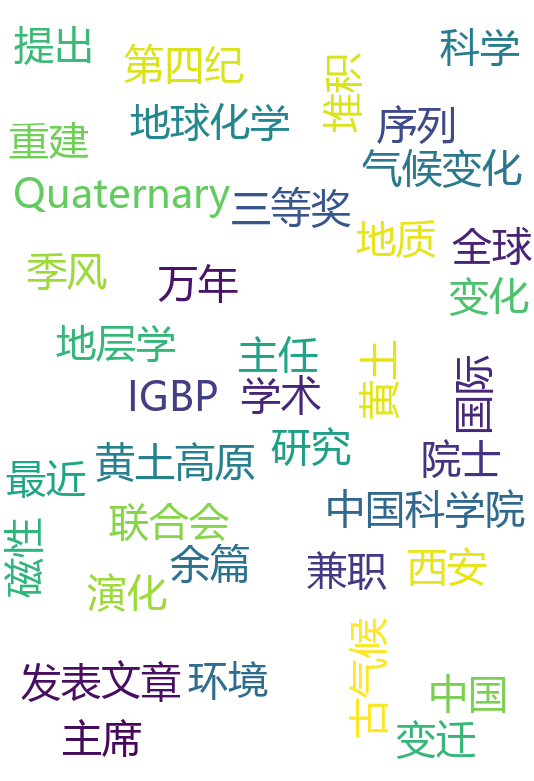 提出
科学
第四纪
堆积
地球化学
序列
重建
气候变化
Quaternary
三等奖
地质
全球
季风
万年
变化
地层学
主任
黄土
国际
IGBP
学术
研究
院士
黄土高原
最近
中国科学院
联合会
磁性
余篇
兼职
西安
演化
古气候
发表文章
环境
中国
主席
变迁